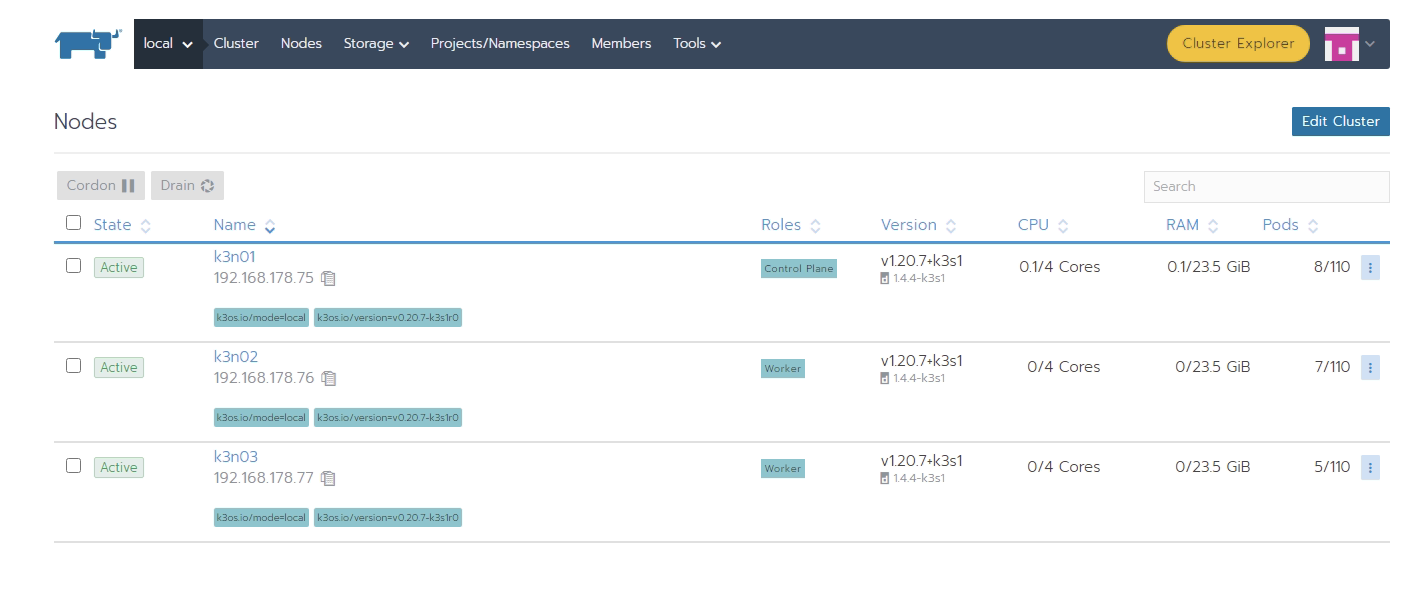 local Cluster Nodes Storage Projects/Namespaces Members Tools Cluster Explorer
Nodes Edit Cluster
Cordon Drain Search
State Name Roles Version CPU RAM Pods
Active k3n01 Control Plane v1.20.7+k3s1 0.1/4 Cores 0.1/23.5 GiB 8/110
192.168.178.75 1.4.4-k3s1
k3os.io/mode=local k3os.io/version=v0.20.7-k3s1r0
Active k3n02 Worker v1.20.7+k3s1 0/4 Cores 0/23.5 GiB 7/110
192.168.178.76 1.4.4-k3s1
k3os.io/mode=local k3os.io/version=v0.20.7-k3s1r0
Active k3n03 Worker v1.20.7+k3s1 0/4 Cores 0/23.5 GiB 5/110
192.168.178.77 1.4.4-k3s1
k3os.io/mode=local k3os.io/version=v0.20.7-k3s1r0